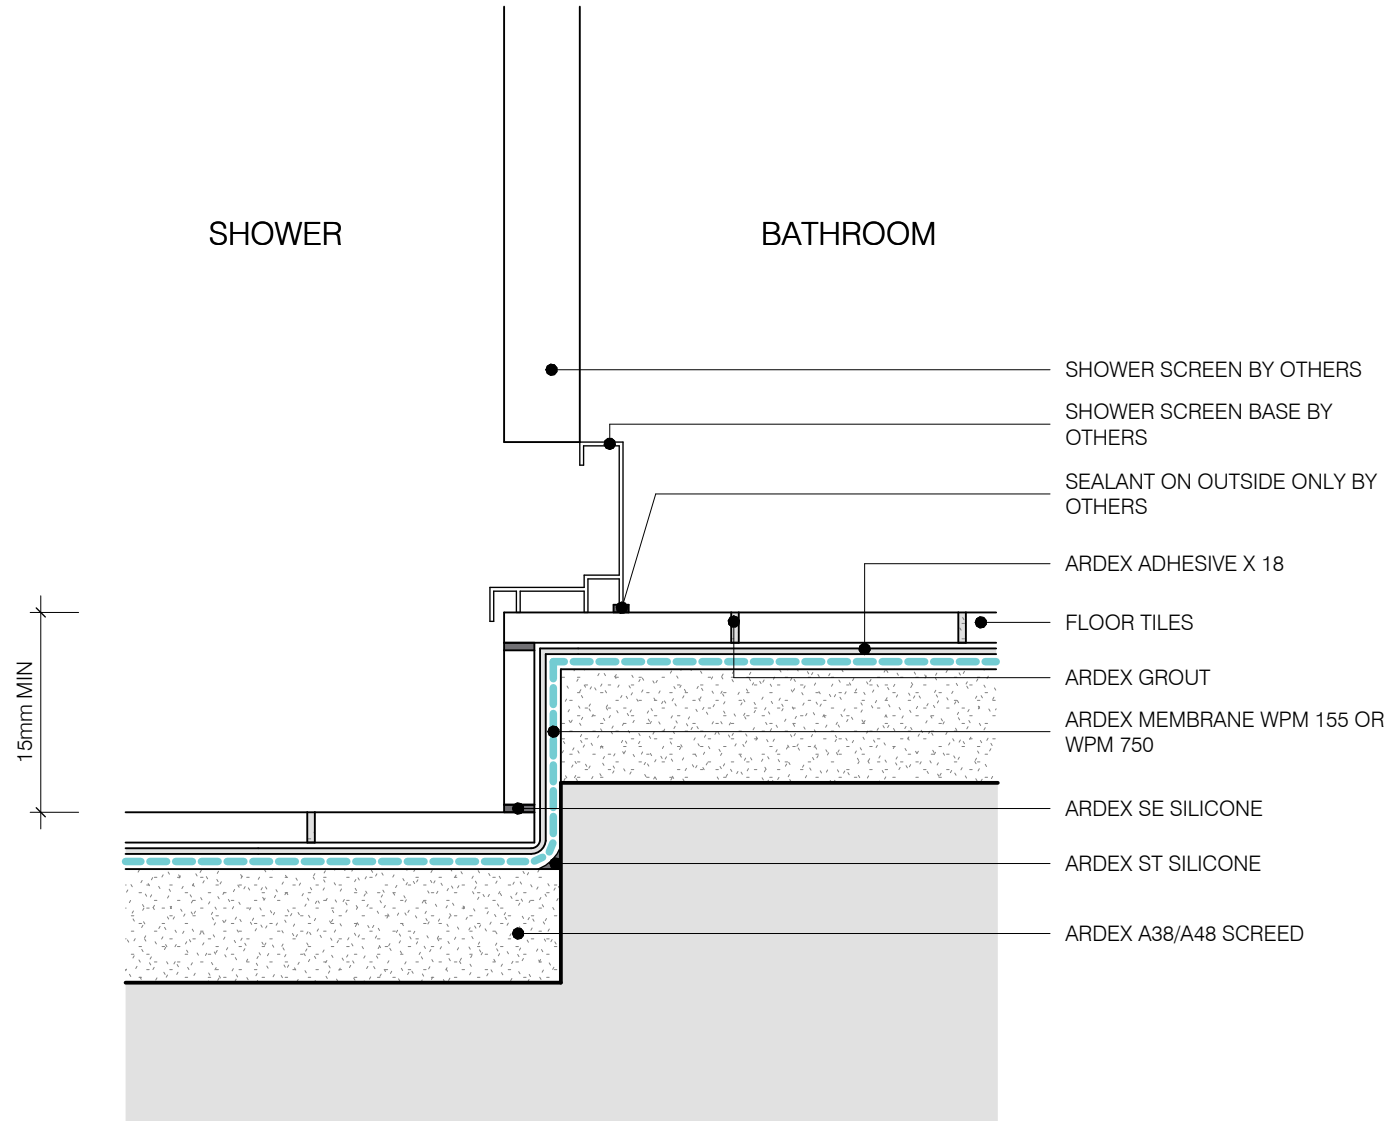 SHOWER
BATHROOM
SHOWER SCREEN BY OTHERS
SHOWER SCREEN BASE BY
OTHERS
SEALANT ON OUTSIDE ONLY BY
OTHERS
ARDEX ADHESIVE X 18
FLOOR TILES
ARDEX GROUT
ARDEX MEMBRANE WPM 155 OR
WPM 750
ARDEX SE SILICONE
ARDEX ST SILICONE
ARDEX A38/A48 SCREED
15mm MIN